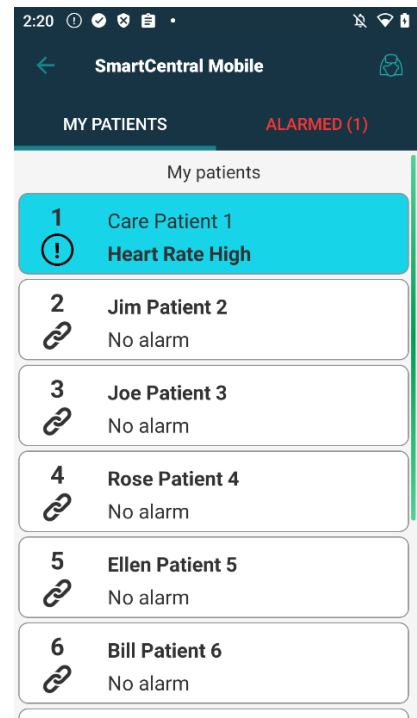 2:20
SmartCentral Mobile
MY PATIENTS
ALARMED (1)
My patients
1
Care Patient 1
Heart Rate High
2
Jim Patient 2
No alarm
3
Joe Patient 3
No alarm
4
Rose Patient 4
No alarm
5
Ellen Patient 5
No alarm
6
Bill Patient 6
No alarm